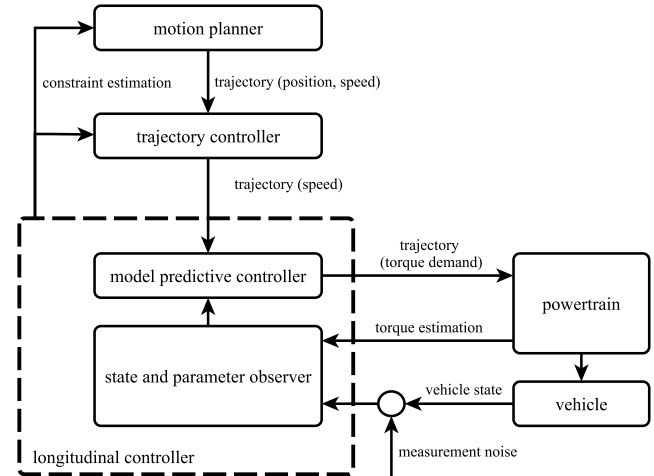 motion planner
constraint estimation
trajectory (position, speed)
trajectory controller
trajectory (speed)
model predictive controller
trajectory
(torque demand)
powertrain
torque estimation
state and parameter observer
vehicle state
vehicle
longitudinal controller
measurement noise